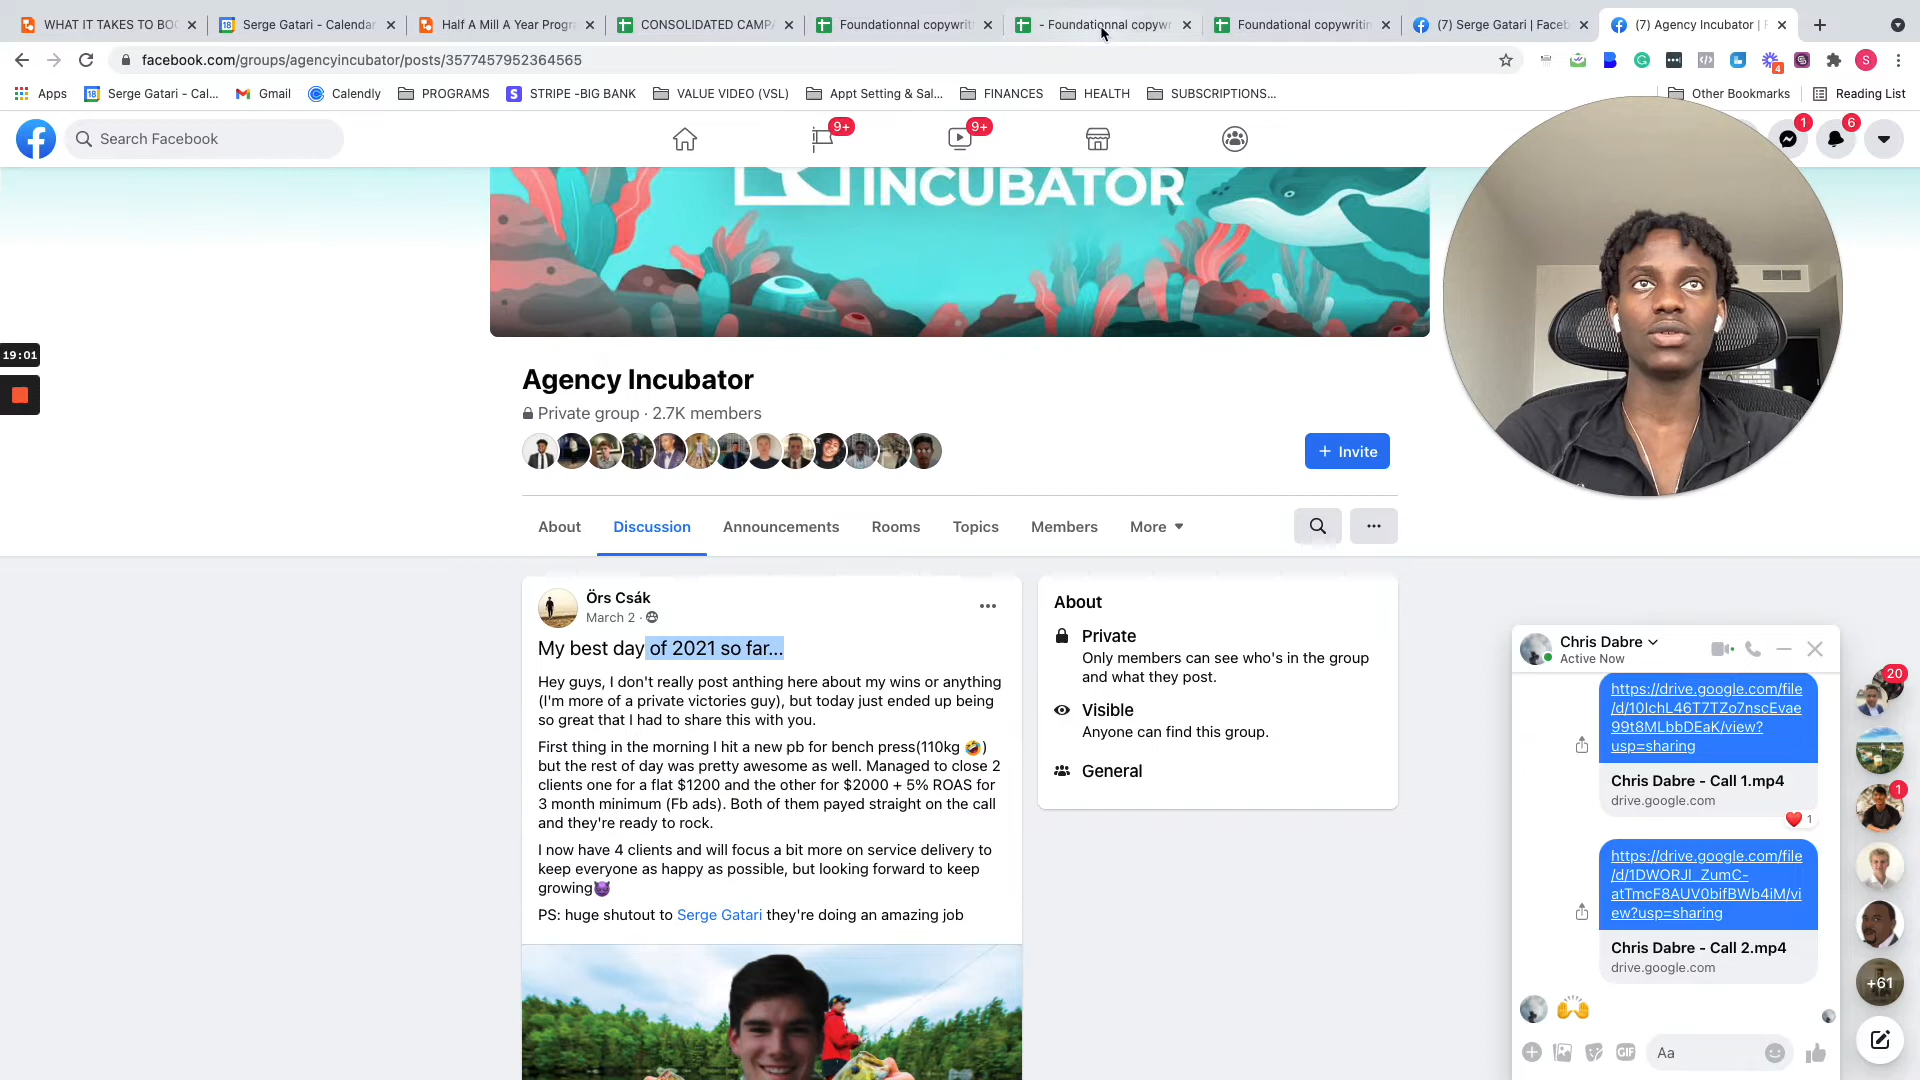 WHAT IT TAKES TO BO
Serge Gatari - Calendar
Half A Mill A Year Progr
CONSOLIDATED CAMPA
Foundationnal copywrit
- Foundationnal copywr
Foundational copywritin
(7) Serge Gatari | Faceb
(7) Agency Incubator | F
facebook.com/groups/agencyincubator/posts/3577457952364565
4
S
Apps
Serge Gatari - Cal...
Gmail
Calendly
PROGRAMS
STRIPE -BIG BANK
VALUE VIDEO (VSL)
Appt Setting & Sal...
FINANCES
HEALTH
SUBSCRIPTIONS...
Other Bookmarks
Reading List
Search Facebook
9+
9+
1
6
INCUBATOR
19:01
Agency Incubator
Private group · 2.7K members
+ Invite
About
Discussion
Announcements
Rooms
Topics
Members
More
Örs Csák
March 2 ·
My best day of 2021 so far...
Hey guys, I don't really post anthing here about my wins or anything
(I'm more of a private victories guy), but today just ended up being
so great that I had to share this with you.
First thing in the morning I hit a new pb for bench press(110kg 🤣)
but the rest of day was pretty awesome as well. Managed to close 2
clients one for a flat $1200 and the other for $2000 + 5% ROAS for
3 month minimum (Fb ads). Both of them payed straight on the call
and they're ready to rock.
I now have 4 clients and will focus a bit more on service delivery to
keep everyone as happy as possible, but looking forward to keep
growing😈
PS: huge shutout to Serge Gatari they're doing an amazing job
About
Private
Only members can see who's in the group
and what they post.
Visible
Anyone can find this group.
General
Chris Dabre
Active Now
https://drive.google.com/file
/d/10IchL46T7TZo7nscEvae
99t8MLbbDEaK/view?
usp=sharing
Chris Dabre - Call 1.mp4
drive.google.com
❤️ 1
https://drive.google.com/file
/d/1DWORJl_ZumC-
atTmcF8AUV0bifBWb4iM/vi
ew?usp=sharing
Chris Dabre - Call 2.mp4
drive.google.com
🙌
GIF
Aa
20
1
+61